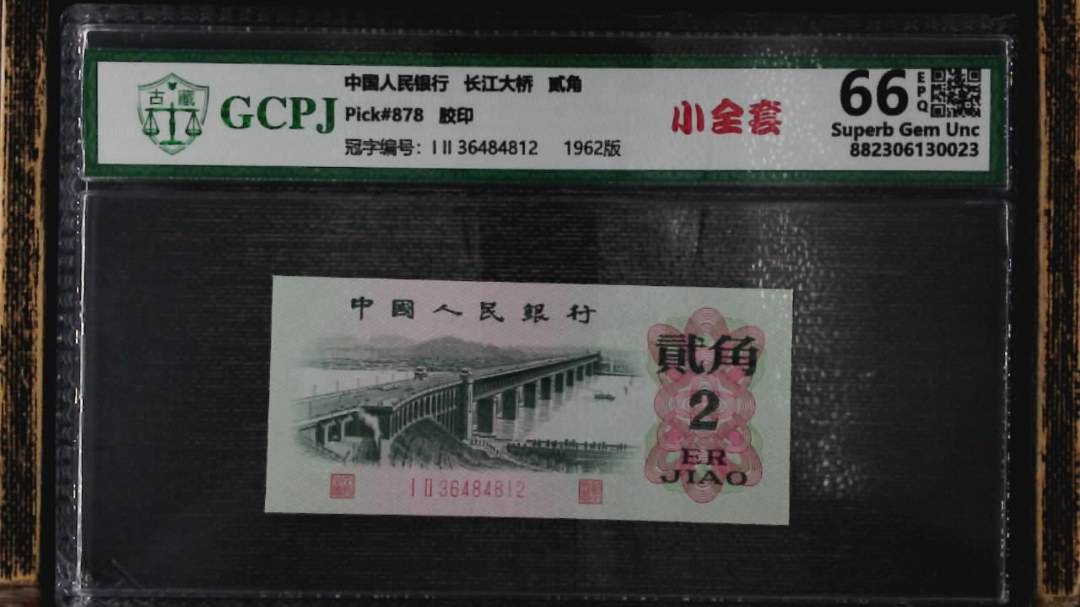 古藏
GCPJ
中国人民银行 长江大桥 贰角
Pick#878 胶印
冠字编号: I II 36484812 1962版
小全套
66 EPQ
Superb Gem Unc
882306130023
中國人民銀行
貳角
2
ER
JIAO
I II 36484812